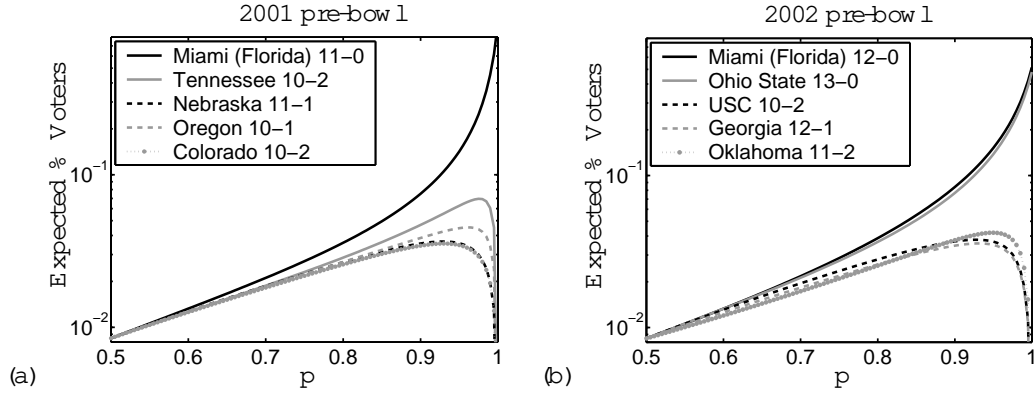 2001 pre-bowl
Expected % Voters
10⁻¹
10⁻²
Miami (Florida) 11−0
Tennessee 10−2
Nebraska 11−1
Oregon 10−1
Colorado 10−2
0.5 0.6 0.7 0.8 0.9 1
p
(a)
2002 pre-bowl
Expected % Voters
10⁻¹
10⁻²
Miami (Florida) 12−0
Ohio State 13−0
USC 10−2
Georgia 12−1
Oklahoma 11−2
0.5 0.6 0.7 0.8 0.9 1
p
(b)